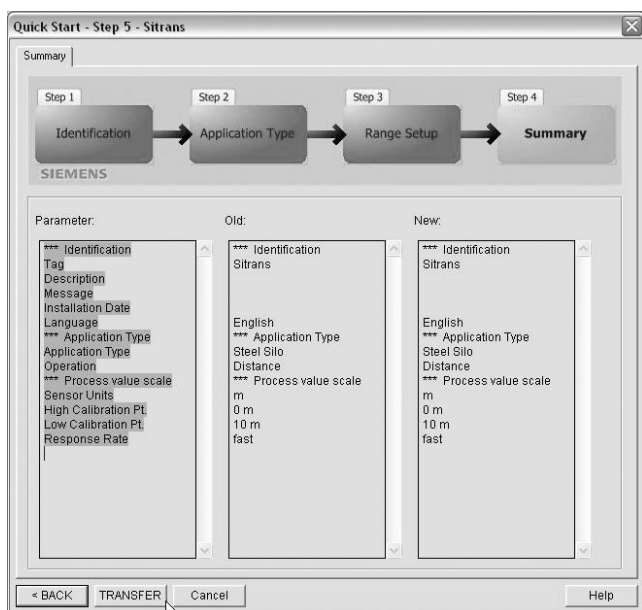 Quick Start - Step 5 - Sitrans
Summary
Step 1
Step 2
Step 3
Step 4
Identification
Application Type
Range Setup
Summary
SIEMENS
Parameter:
Old:
New:
*** Identification
Tag
Description
Message
Installation Date
Language
*** Application Type
Application Type
Operation
*** Process value scale
Sensor Units
High Calibration Pt.
Low Calibration Pt.
Response Rate
*** Identification
Sitrans
English
*** Application Type
Steel Silo
Distance
*** Process value scale
m
0 m
10 m
fast
*** Identification
Sitrans
English
*** Application Type
Steel Silo
Distance
*** Process value scale
m
0 m
10 m
fast
< BACK
TRANSFER
Cancel
Help